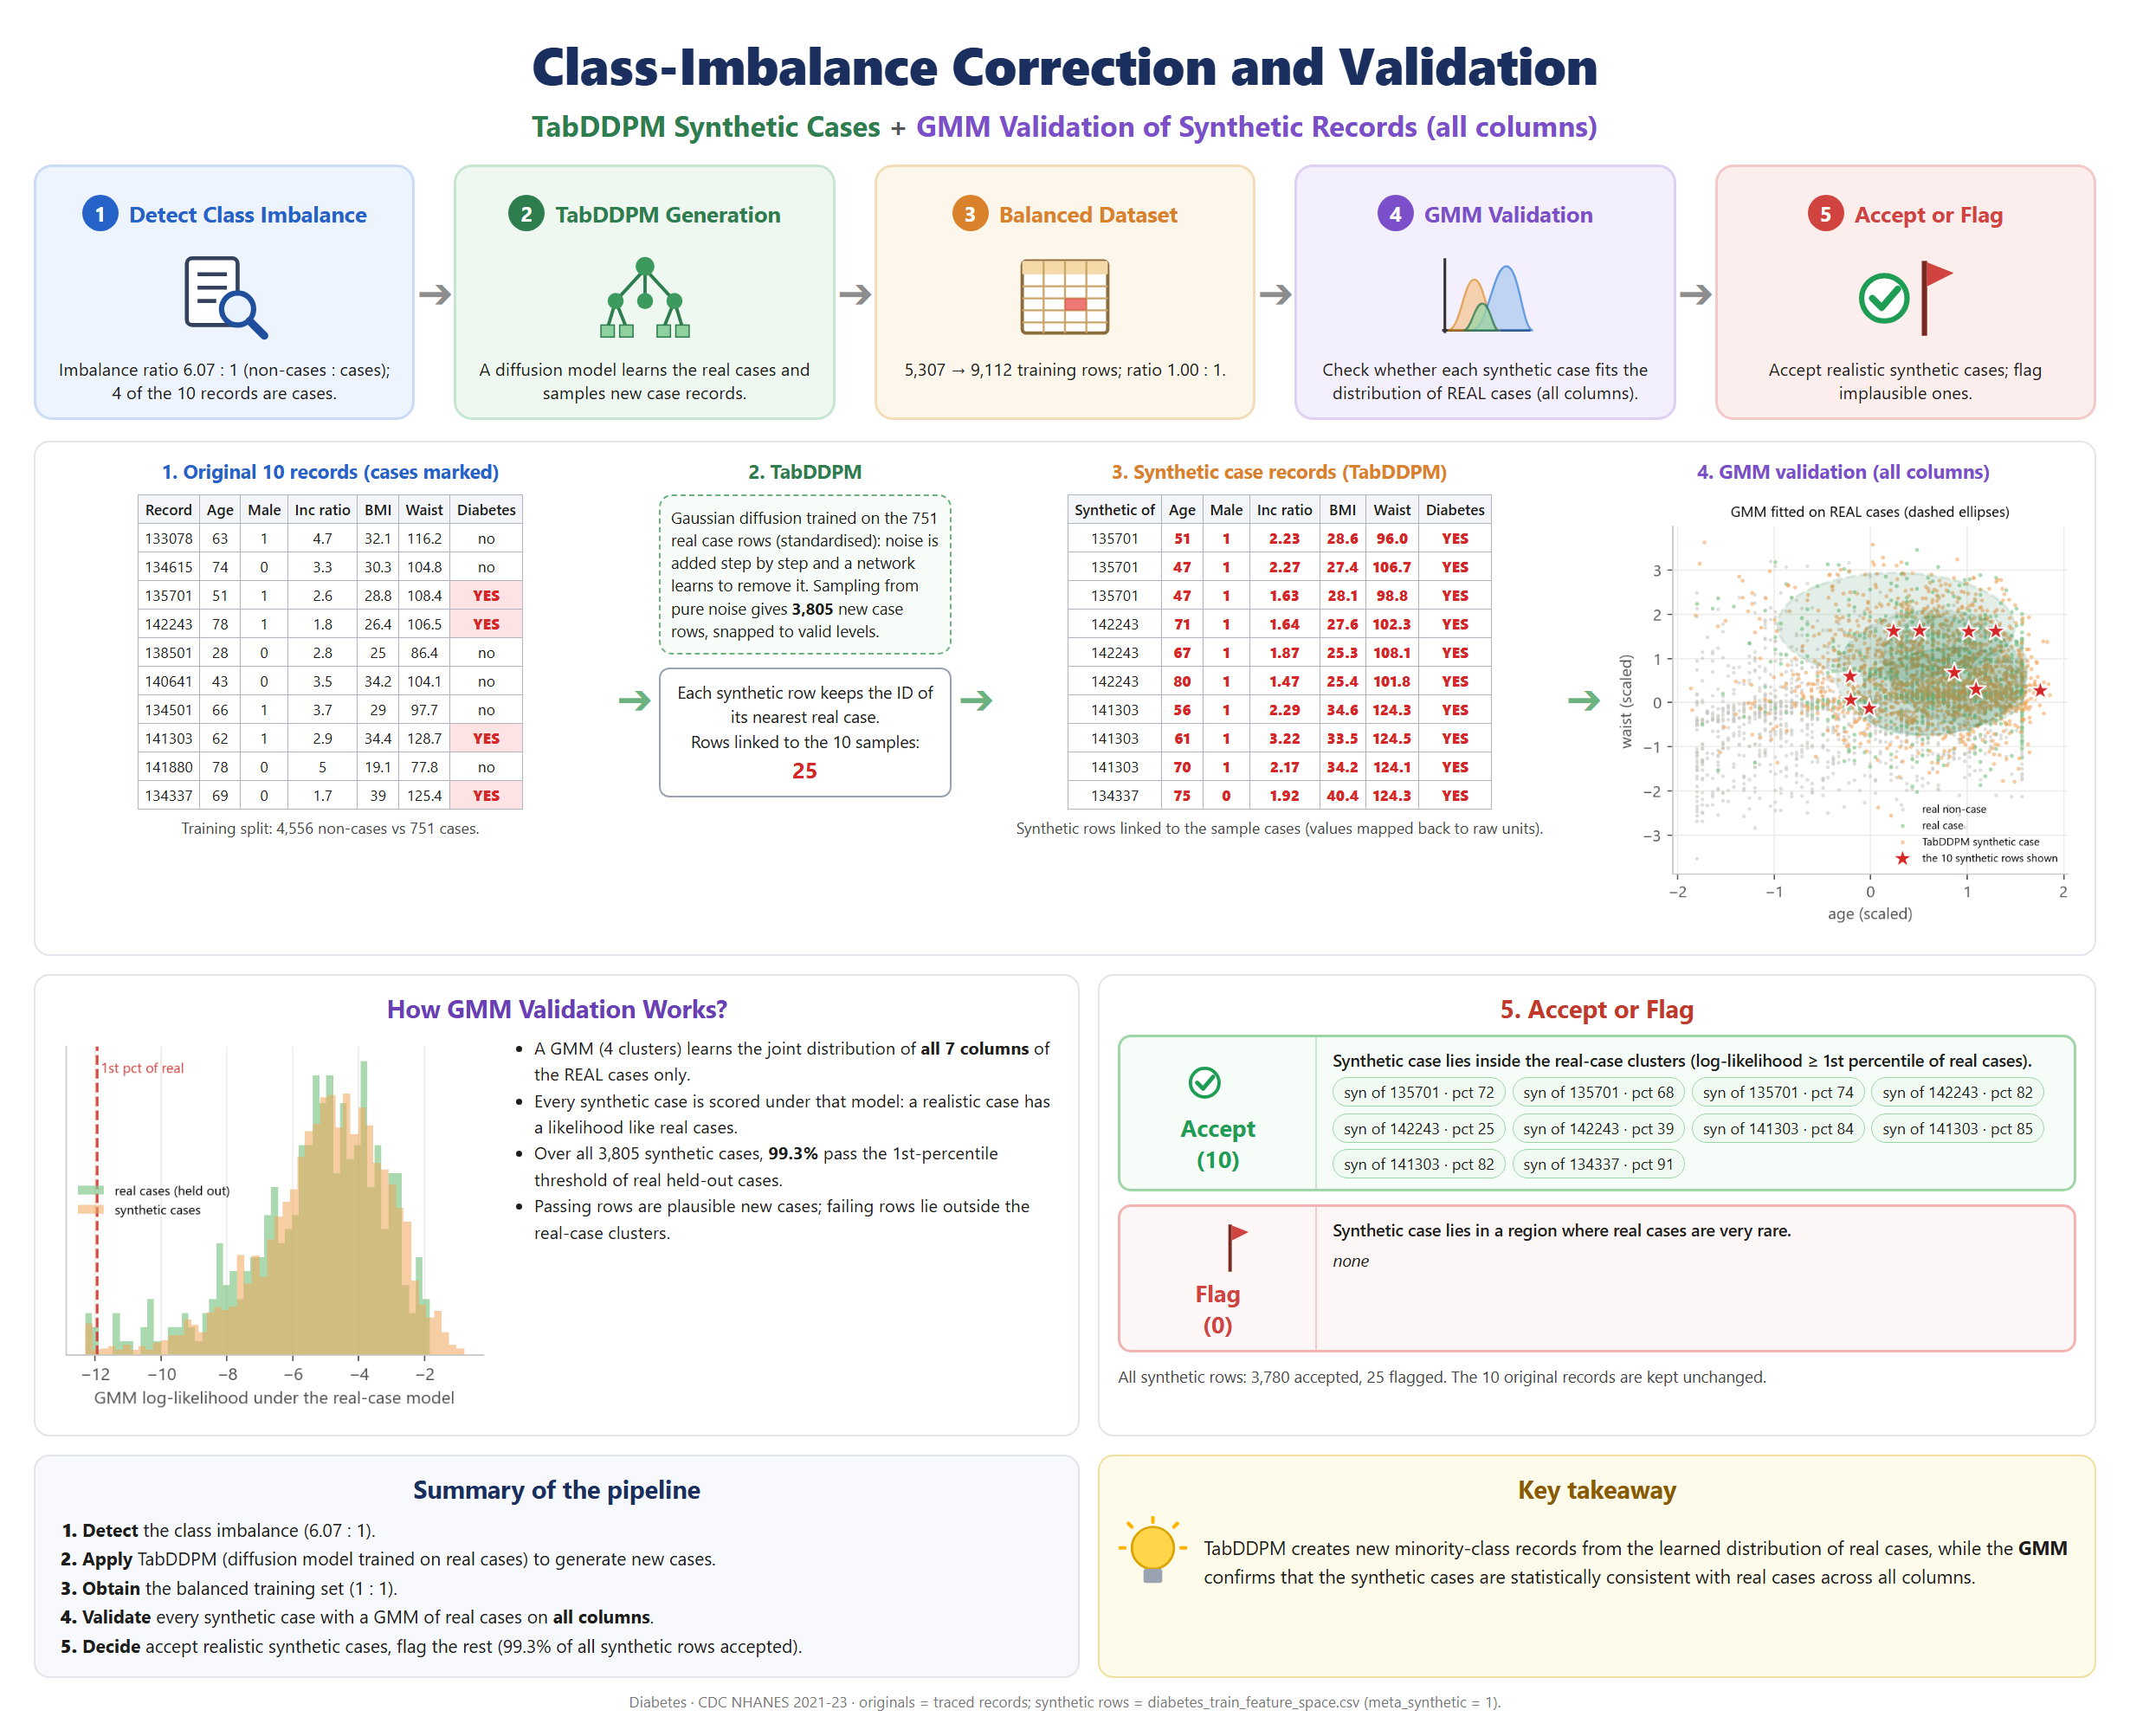 Class-Imbalance Correction and Validation
TabDDPM Synthetic Cases + GMM Validation of Synthetic Records (all columns)
1 Detect Class Imbalance
Imbalance ratio 6.07 : 1 (non-cases : cases);
4 of the 10 records are cases.
2 TabDDPM Generation
A diffusion model learns the real cases and
samples new case records.
3 Balanced Dataset
5,307 → 9,112 training rows; ratio 1.00 : 1.
4 GMM Validation
Check whether each synthetic case fits the
distribution of REAL cases (all columns).
5 Accept or Flag
Accept realistic synthetic cases; flag
implausible ones.
1. Original 10 records (cases marked)
Record Age Male Inc ratio BMI Waist Diabetes
133078 63 1 4.7 32.1 116.2 no
134615 74 0 3.3 30.3 104.8 no
135701 51 1 2.6 28.8 108.4 YES
142243 78 1 1.8 26.4 106.5 YES
138501 28 0 2.8 25 86.4 no
140641 43 0 3.5 34.2 104.1 no
134501 66 1 3.7 29 97.7 no
141303 62 1 2.9 34.4 128.7 YES
141880 78 0 5 19.1 77.8 no
134337 69 0 1.7 39 125.4 YES
Training split: 4,556 non-cases vs 751 cases.
2. TabDDPM
Gaussian diffusion trained on the 751
real case rows (standardised): noise is
added step by step and a network
learns to remove it. Sampling from
pure noise gives 3,805 new case
rows, snapped to valid levels.
Each synthetic row keeps the ID of
its nearest real case.
Rows linked to the 10 samples:
25
3. Synthetic case records (TabDDPM)
Synthetic of Age Male Inc ratio BMI Waist Diabetes
135701 51 1 2.23 28.6 96.0 YES
135701 47 1 2.27 27.4 106.7 YES
135701 47 1 1.63 28.1 98.8 YES
142243 71 1 1.64 27.6 102.3 YES
142243 67 1 1.87 25.3 108.1 YES
142243 80 1 1.47 25.4 101.8 YES
141303 56 1 2.29 34.6 124.3 YES
141303 61 1 3.22 33.5 124.5 YES
141303 70 1 2.17 34.2 124.1 YES
134337 75 0 1.92 40.4 124.3 YES
Synthetic rows linked to the sample cases (values mapped back to raw units).
4. GMM validation (all columns)
GMM fitted on REAL cases (dashed ellipses)
waist (scaled)
3
2
1
0
−1
−2
−3
real non-case
real case
TabDDPM synthetic case
the 10 synthetic rows shown
−2 −1 0 1 2
age (scaled)
How GMM Validation Works?
1st pct of real
real cases (held out)
synthetic cases
−12 −10 −8 −6 −4 −2
GMM log-likelihood under the real-case model
• A GMM (4 clusters) learns the joint distribution of all 7 columns of
the REAL cases only.
• Every synthetic case is scored under that model: a realistic case has
a likelihood like real cases.
• Over all 3,805 synthetic cases, 99.3% pass the 1st-percentile
threshold of real held-out cases.
• Passing rows are plausible new cases; failing rows lie outside the
real-case clusters.
5. Accept or Flag
Accept
(10)
Synthetic case lies inside the real-case clusters (log-likelihood ≥ 1st percentile of real cases).
syn of 135701 · pct 72 syn of 135701 · pct 68 syn of 135701 · pct 74 syn of 142243 · pct 82
syn of 142243 · pct 25 syn of 142243 · pct 39 syn of 141303 · pct 84 syn of 141303 · pct 85
syn of 141303 · pct 82 syn of 134337 · pct 91
Flag
(0)
Synthetic case lies in a region where real cases are very rare.
none
All synthetic rows: 3,780 accepted, 25 flagged. The 10 original records are kept unchanged.
Summary of the pipeline
1. Detect the class imbalance (6.07 : 1).
2. Apply TabDDPM (diffusion model trained on real cases) to generate new cases.
3. Obtain the balanced training set (1 : 1).
4. Validate every synthetic case with a GMM of real cases on all columns.
5. Decide accept realistic synthetic cases, flag the rest (99.3% of all synthetic rows accepted).
Key takeaway
TabDDPM creates new minority-class records from the learned distribution of real cases, while the GMM
confirms that the synthetic cases are statistically consistent with real cases across all columns.
Diabetes · CDC NHANES 2021-23 · originals = traced records; synthetic rows = diabetes_train_feature_space.csv (meta_synthetic = 1).